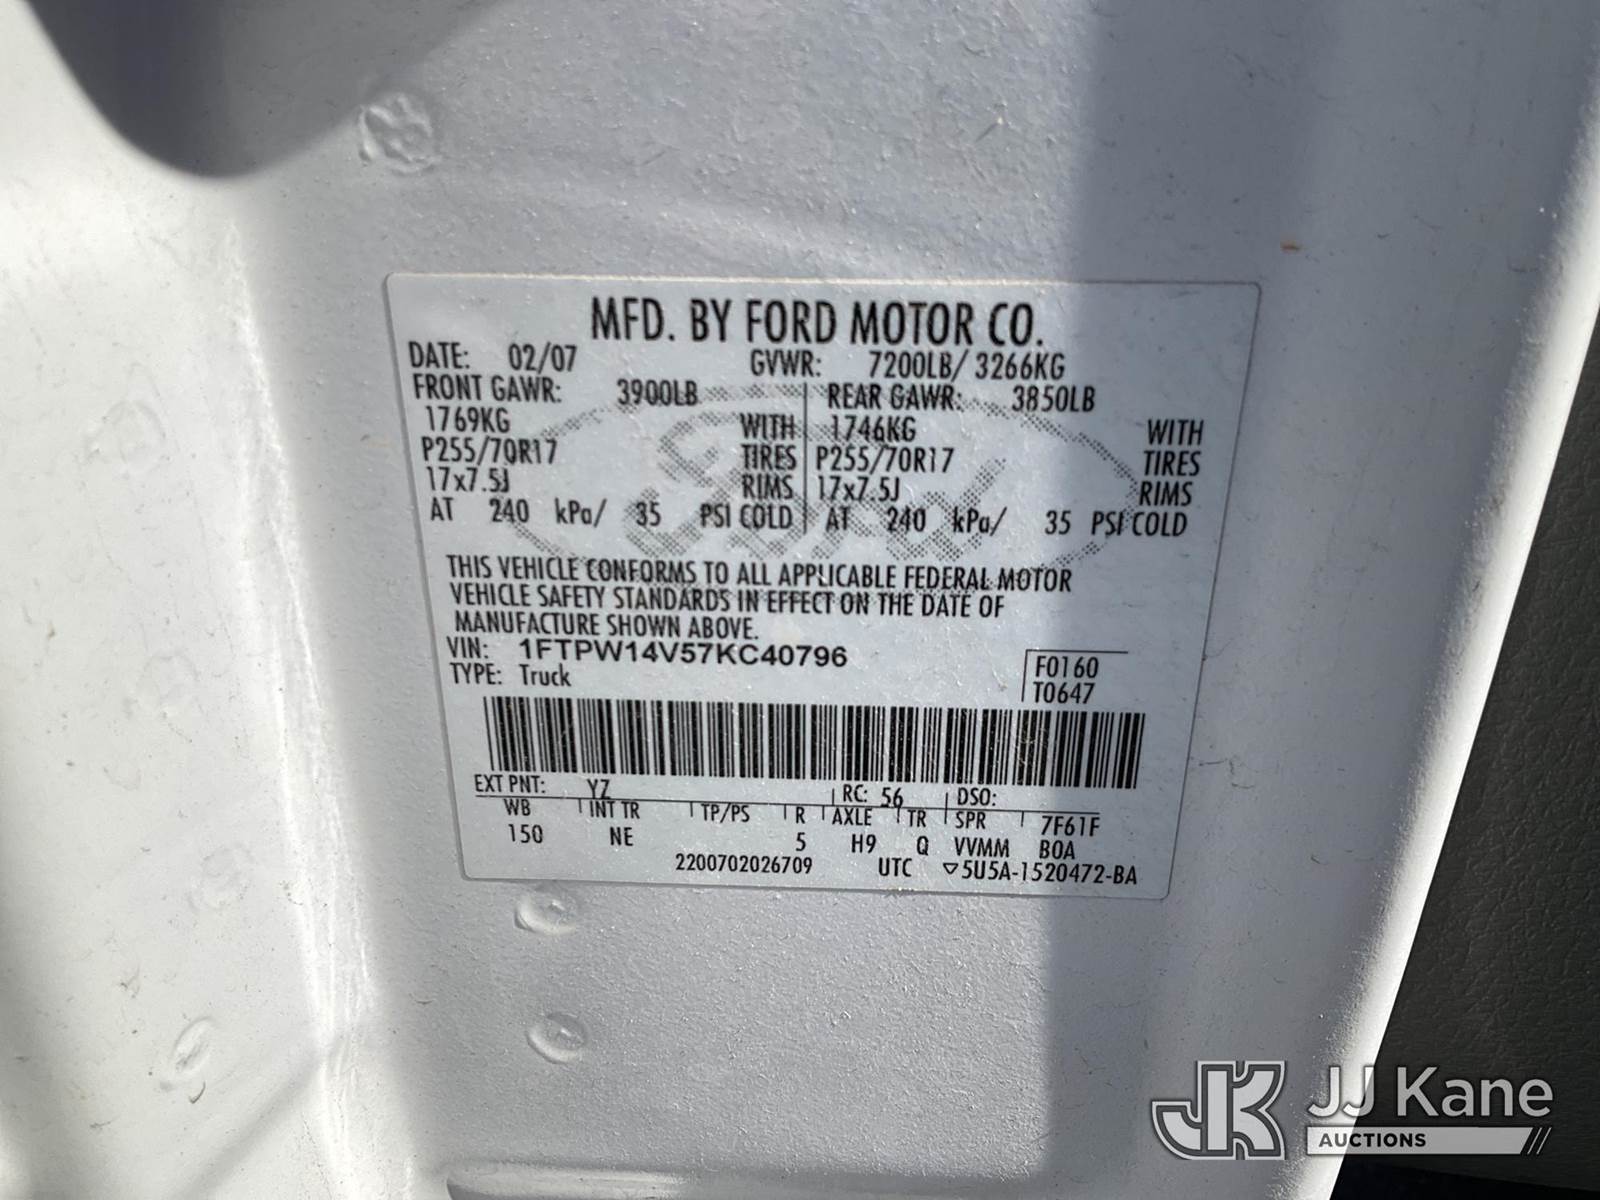 MFD. BY FORD MOTOR CO.
DATE: 02/07 GVWR: 7200LB/ 3266KG
FRONT GAWR: 3900LB REAR GAWR: 3850LB
1769KG WITH 1746KG WITH
P255/70R17 TIRES P255/70R17 TIRES
17x7.5J RIMS 17x7.5J RIMS
AT 240 kPa/ 35 PSI COLD AT 240 kPa/ 35 PSI COLD
Ford
THIS VEHICLE CONFORMS TO ALL APPLICABLE FEDERAL MOTOR
VEHICLE SAFETY STANDARDS IN EFFECT ON THE DATE OF
MANUFACTURE SHOWN ABOVE.
VIN: 1FTPW14V57KC40796 F0160
TYPE: Truck T0647
EXT PNT: YZ RC: 56 DSO:
WB INT TR TP/PS R AXLE TR SPR 7F61F
150 NE 5 H9 Q VVMM BOA
2200702026709 UTC ▽5U5A-1520472-BA
JK JJ Kane
AUCTIONS